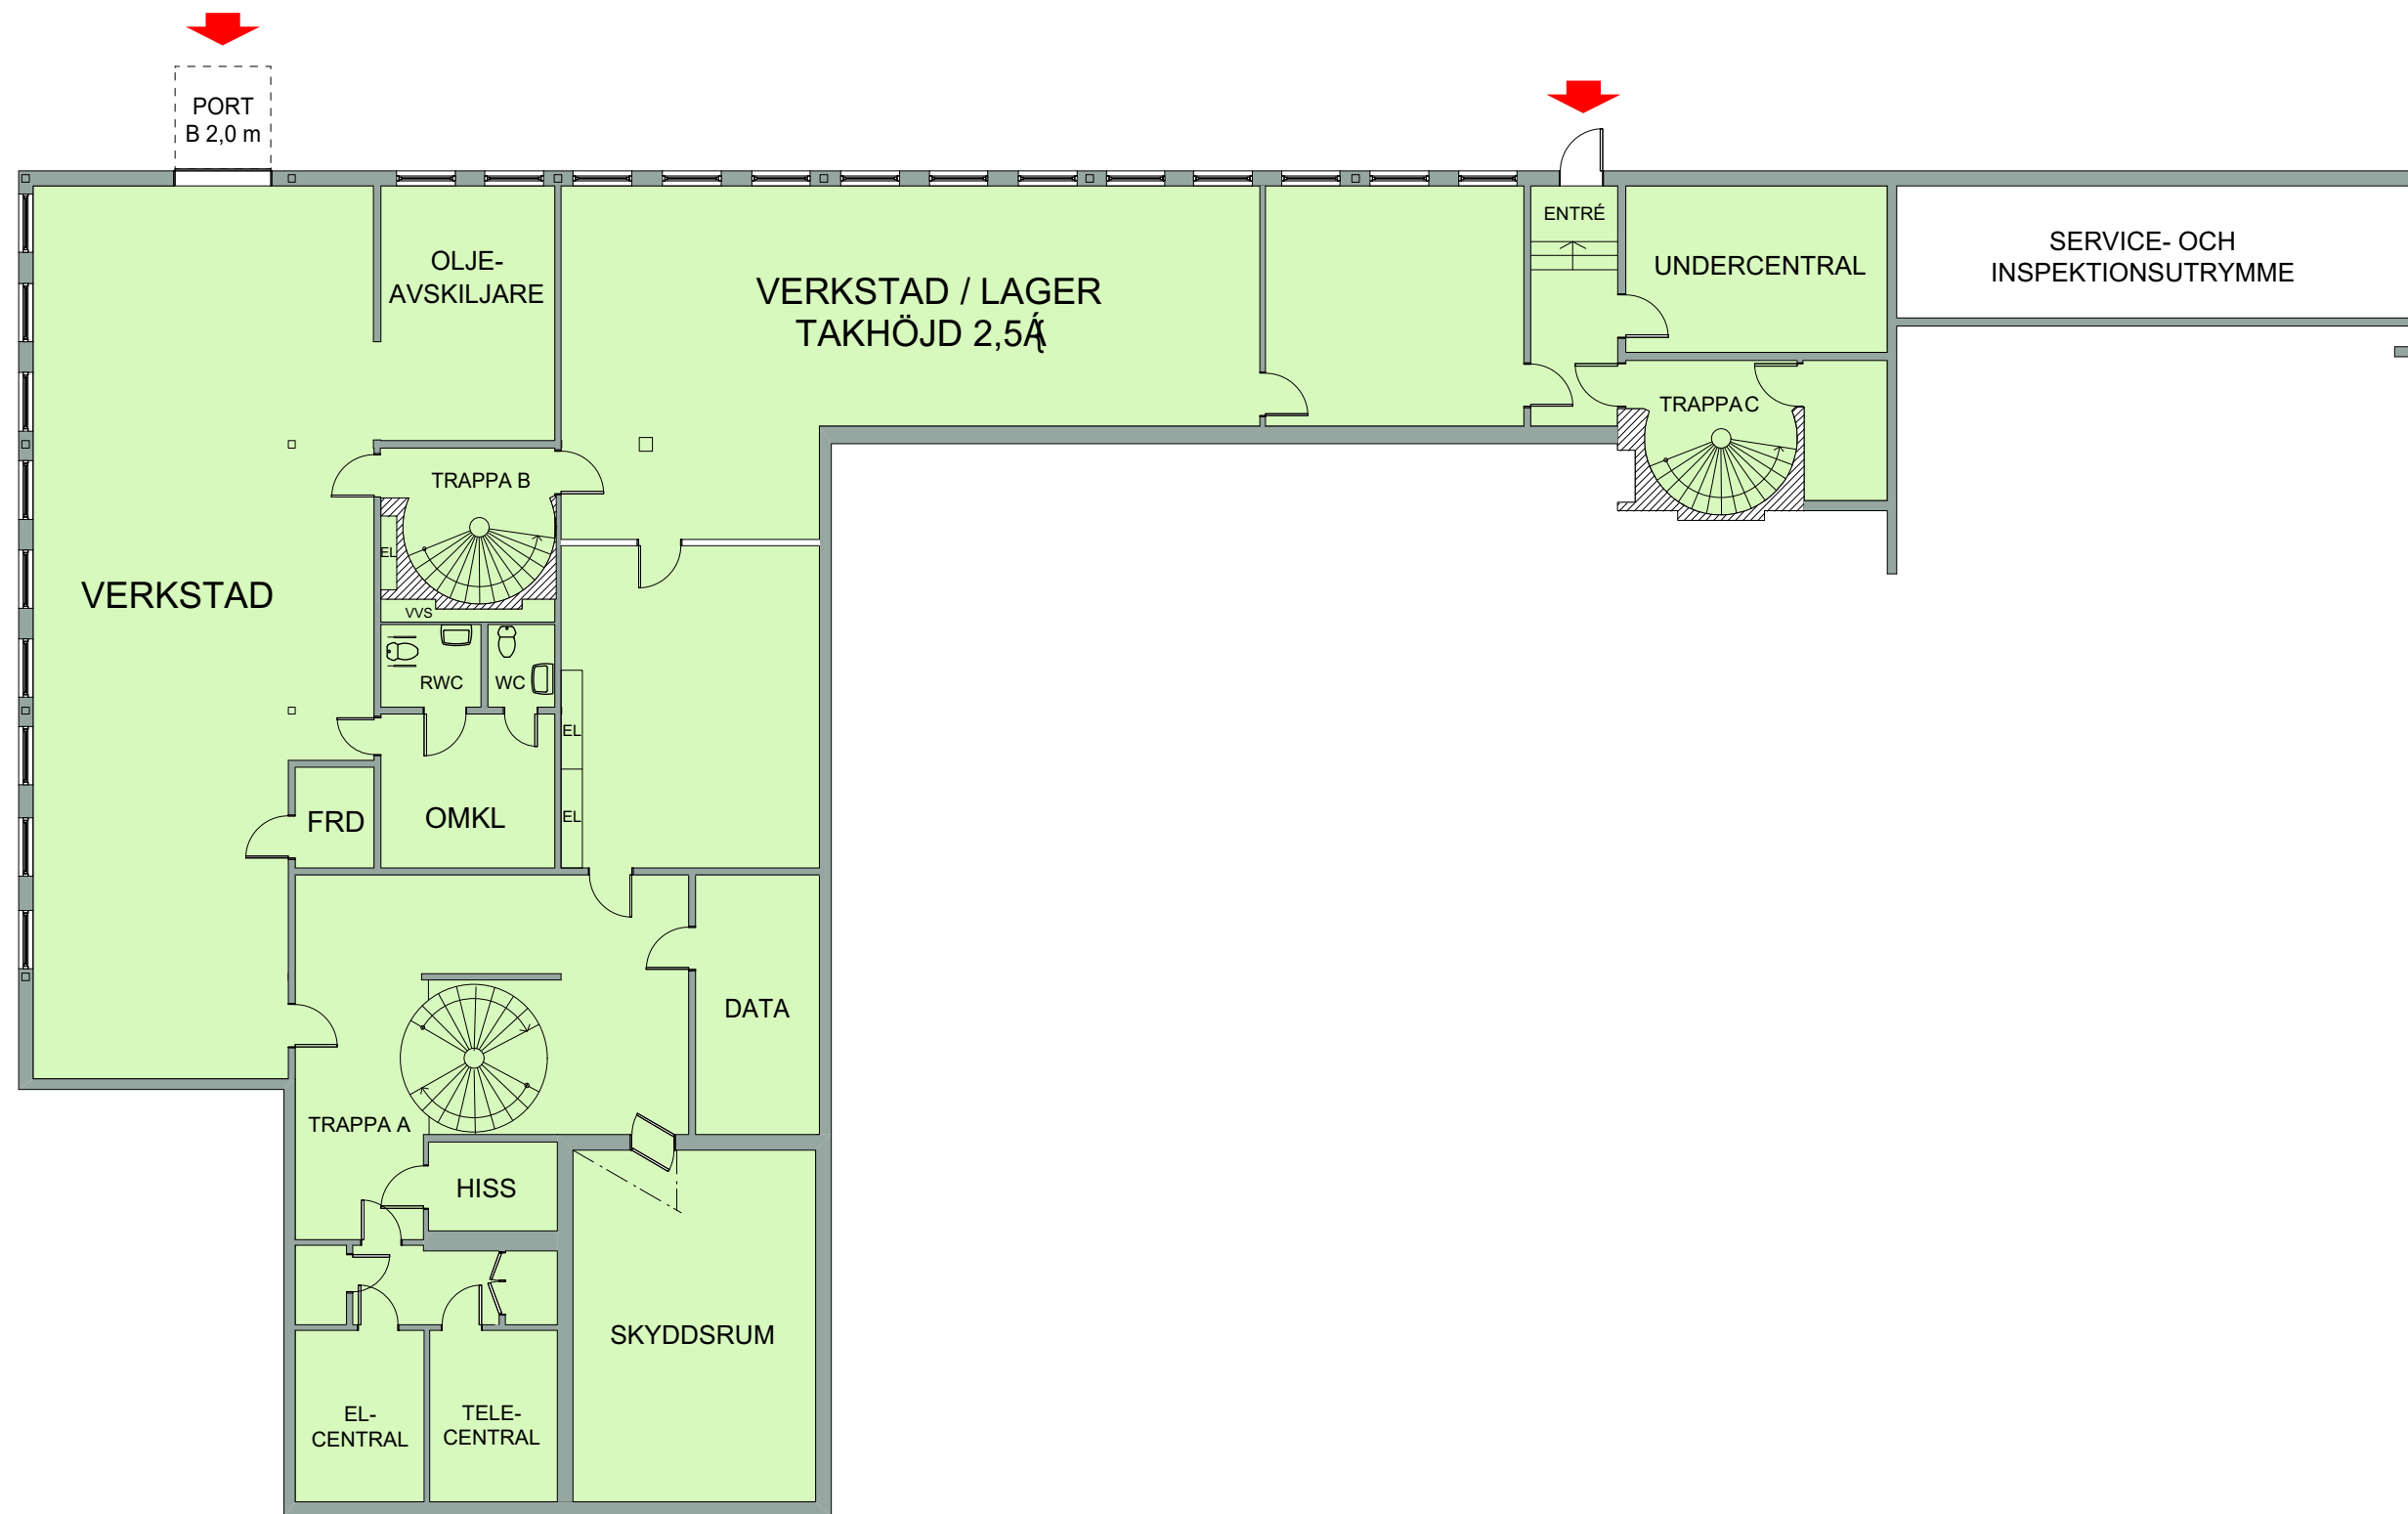 PORT
B 2,0 m
ENTRÉ
OLJE-
AVSKILJARE
VERKSTAD / LAGER
TAKHÖJD 2,5
UNDERCENTRAL
SERVICE- OCH
INSPEKTIONSUTRYMME
TRAPPA C
TRAPPA B
EL
VERKSTAD
VVS
RWC
WC
EL
EL
FRD
OMKL
DATA
TRAPPA A
HISS
SKYDDSRUM
EL-
CENTRAL
TELE-
CENTRAL